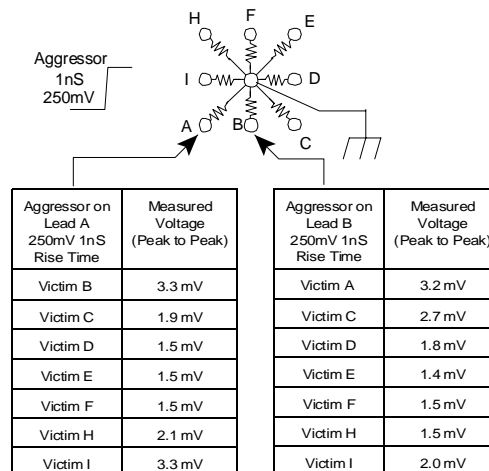 H
F
E
Aggressor
1nS
250mV
I
D
A
B
C
Aggressor on
Lead A
250mV 1nS
Rise Time
Measured
Voltage
(Peak to Peak)
Victim B 3.3 mV
Victim C 1.9 mV
Victim D 1.5 mV
Victim E 1.5 mV
Victim F 1.5 mV
Victim H 2.1 mV
Victim I 3.3 mV
Aggressor on
Lead B
250mV 1nS
Rise Time
Measured
Voltage
(Peak to Peak)
Victim A 3.2 mV
Victim C 2.7 mV
Victim D 1.8 mV
Victim E 1.4 mV
Victim F 1.5 mV
Victim H 1.5 mV
Victim I 2.0 mV